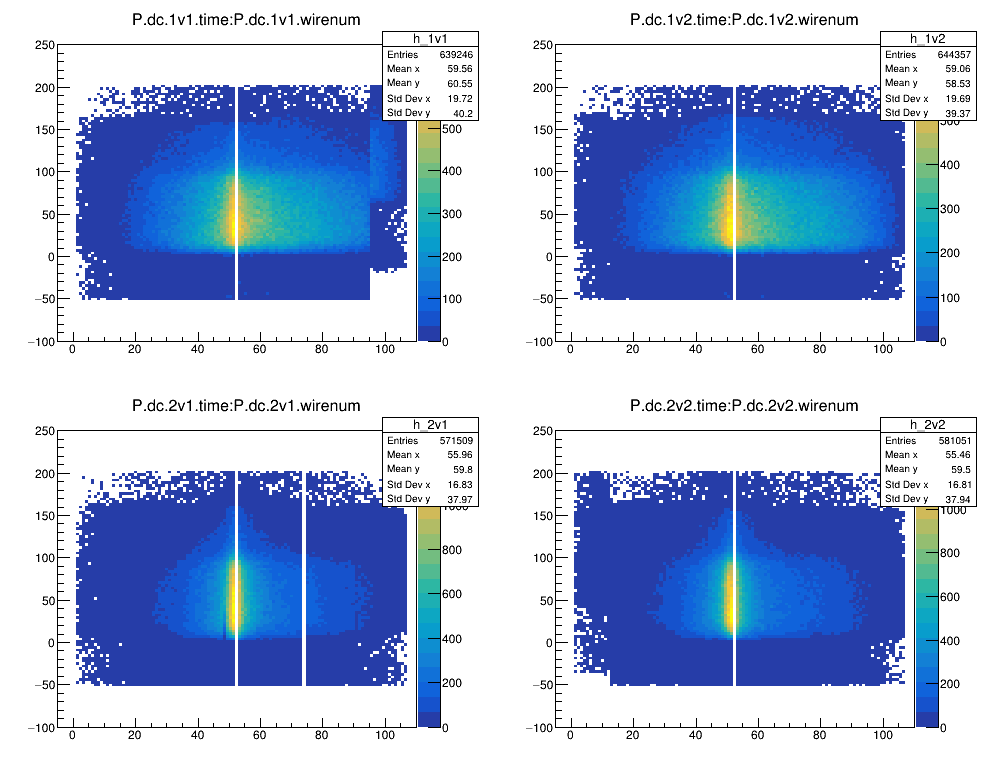 P.dc.1v1.time:P.dc.1v1.wirenum
h_1v1
Entries 639246
Mean x 59.56
Mean y 60.55
Std Dev x 19.72
Std Dev y 40.2
250
200
150
100
50
0
−50
−100
0 20 40 60 80 100
500
400
300
200
100
0
P.dc.1v2.time:P.dc.1v2.wirenum
h_1v2
Entries 644357
Mean x 59.06
Mean y 58.53
Std Dev x 19.69
Std Dev y 39.37
250
200
150
100
50
0
−50
−100
0 20 40 60 80 100
500
400
300
200
100
0
P.dc.2v1.time:P.dc.2v1.wirenum
h_2v1
Entries 571509
Mean x 55.96
Mean y 59.8
Std Dev x 16.83
Std Dev y 37.97
250
200
150
100
50
0
−50
−100
0 20 40 60 80 100
1000
800
600
400
200
0
P.dc.2v2.time:P.dc.2v2.wirenum
h_2v2
Entries 581051
Mean x 55.46
Mean y 59.5
Std Dev x 16.81
Std Dev y 37.94
250
200
150
100
50
0
−50
−100
0 20 40 60 80 100
1000
800
600
400
200
0